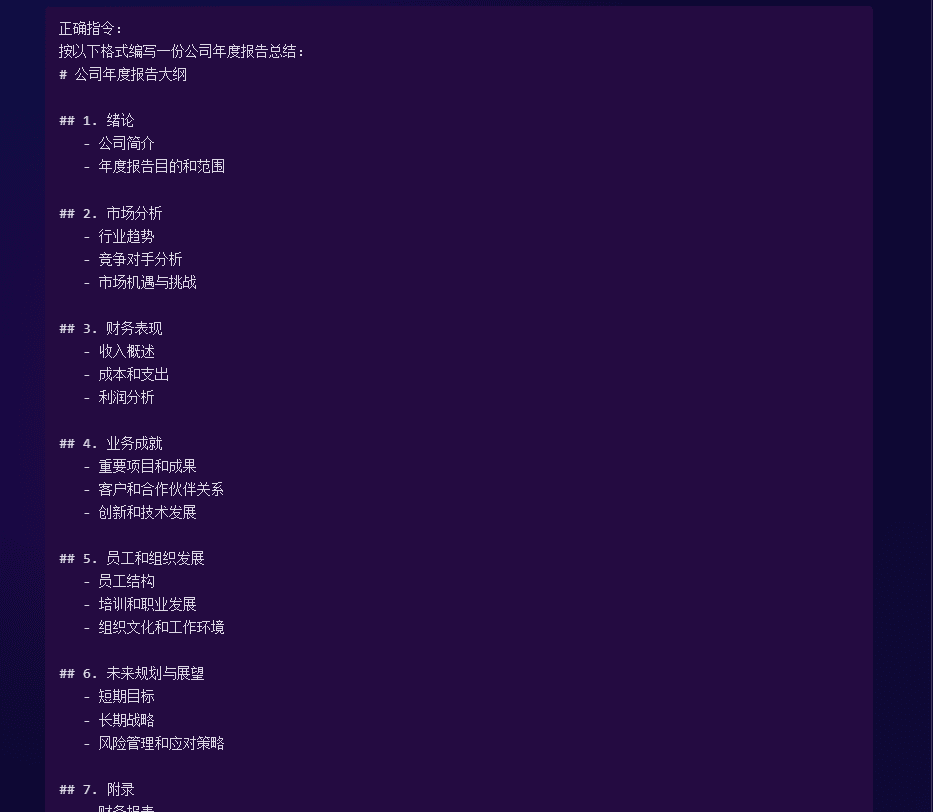 正确指令：
按以下格式编写一份公司年度报告总结：
# 公司年度报告大纲
## 1. 绪论
- 公司简介
- 年度报告目的和范围
## 2. 市场分析
- 行业趋势
- 竞争对手分析
- 市场机遇与挑战
## 3. 财务表现
- 收入概述
- 成本和支出
- 利润分析
## 4. 业务成就
- 重要项目和成果
- 客户和合作伙伴关系
- 创新和技术发展
## 5. 员工和组织发展
- 员工结构
- 培训和职业发展
- 组织文化和工作环境
## 6. 未来规划与展望
- 短期目标
- 长期战略
- 风险管理和应对策略
## 7. 附录
- 财务报表